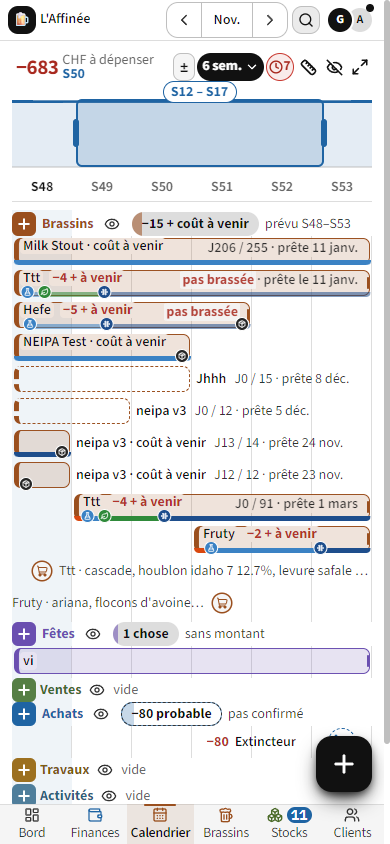 L'Affinée
Nov.
G A
−683 CHF à dépenser
S50
±
6 sem.
7
S12 – S17
S48 S49 S50 S51 S52 S53
Brassins −15 + coût à venir prévu S48–S53
Milk Stout · coût à venir J206 / 255 · prête 11 janv.
Ttt −4 + à venir pas brassée · prête le 11 janv.
Hefe −5 + à venir pas brassée
NEIPA Test · coût à venir
Jhhh J0 / 15 · prête 8 déc.
neipa v3 J0 / 12 · prête 5 déc.
neipa v3 · coût à venir J13 / 14 · prête 24 nov.
neipa v3 · coût à venir J12 / 12 · prête 23 nov.
Ttt −4 + à venir J0 / 91 · prête 1 mars
Fruty −2 + à venir
Ttt · cascade, houblon idaho 7 12.7%, levure safale ...
Fruty · ariana, flocons d'avoine...
Fêtes 1 chose sans montant
vi
Ventes vide
Achats −80 probable pas confirmé
−80 Extincteur
Travaux vide
Activités vide
Bord Finances Calendrier Brassins Stocks 11 Clients